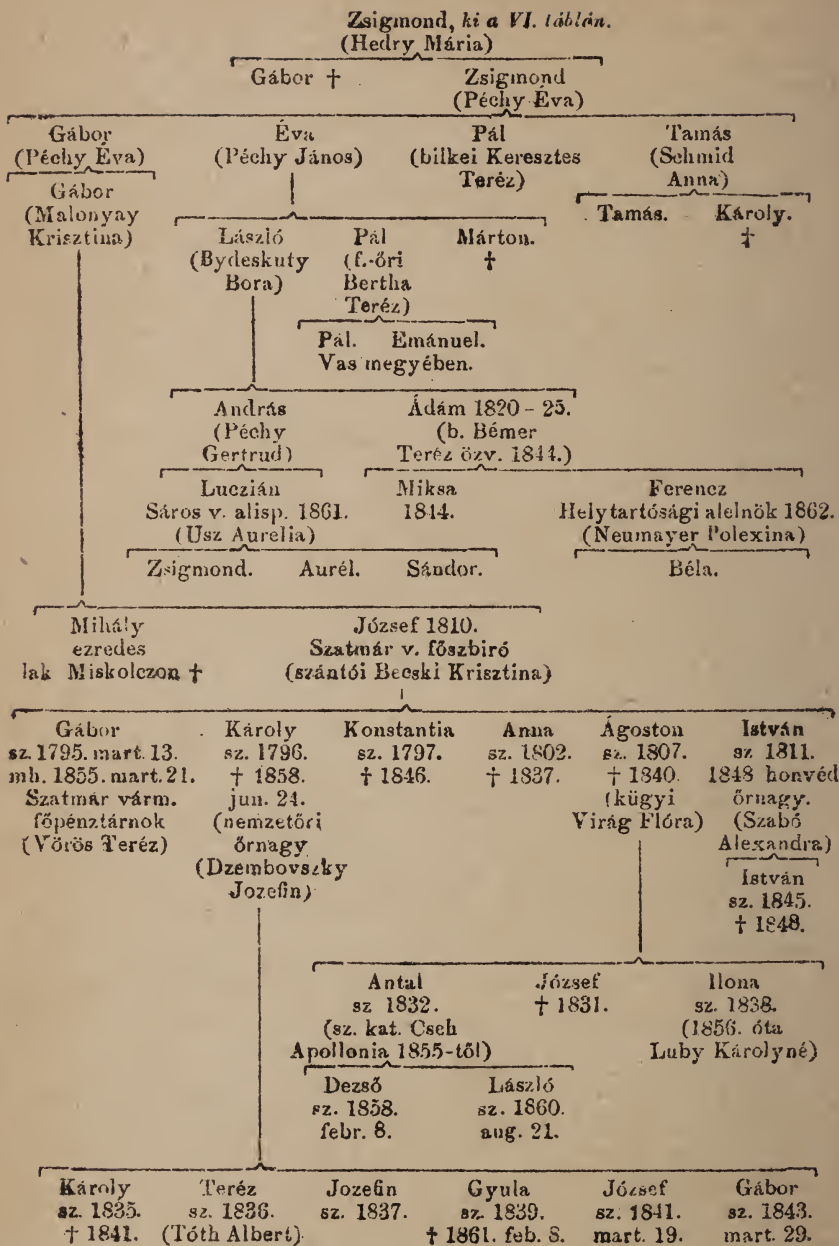 Zsigmond, ki a VI. táblán.
(Hedry Mária)
Gábor † Zsigmond
(Péchy Éva)
Gábor Éva Pál Tamás
(Péchy Éva) (Péchy János) (bilkei Keresztes (Schmid
Teréz) Anna)
Gábor
(Malonyay Tamás. Károly.
Krisztina) László Pál Márton. †
(Bydeskuty (f.-őri †
Bora) Bertha
Teréz)
Pál. Emánuel.
Vas megyében.
András Ádám 1820 – 25.
(Péchy (b. Bémer
Gertrud) Teréz özv. 1844.)
Luczián Miksa Ferencz
Sáros v. alisp. 1861. 1844. Helytartósági alelnök 1862.
(Usz Aurelia) (Neumayer Polexina)
Zsigmond. Aurél. Sándor. Béla.
Mihály József 1810.
ezredes Szatmár v. főszbiró
lak Miskolczon † (szántói Becski Krisztina)
Gábor Károly Konstantia Anna Ágoston István
sz. 1795. mart. 13. sz. 1796. sz. 1797. sz. 1802. sz. 1807. sz 1811.
mh. 1855. mart. 21. † 1858. † 1846. † 1837. † 1840. 1848 honvéd
Szatmár várm. jun. 24. (kügyi őrnagy.
főpénztárnok (nemzetőri Virág Flóra) (Szabó
(Vörös Teréz) őrnagy Alexandra)
(Dzembovszky István
Jozefin) sz. 1845.
† 1848.
Antal József Ilona
sz 1832. † 1831. sz. 1838.
(sz. kat. Cseh (1856. óta
Apollonia 1855-től) Luby Károlyné)
Dezső László
sz. 1858. sz. 1860.
febr. 8. aug. 21.
Károly Teréz Jozefin Gyula József Gábor
sz. 1835. sz. 1836. sz. 1837. sz. 1839. sz. 1841. sz. 1843.
† 1841. (Tóth Albert) † 1861. feb. 8. mart. 19. mart. 29.